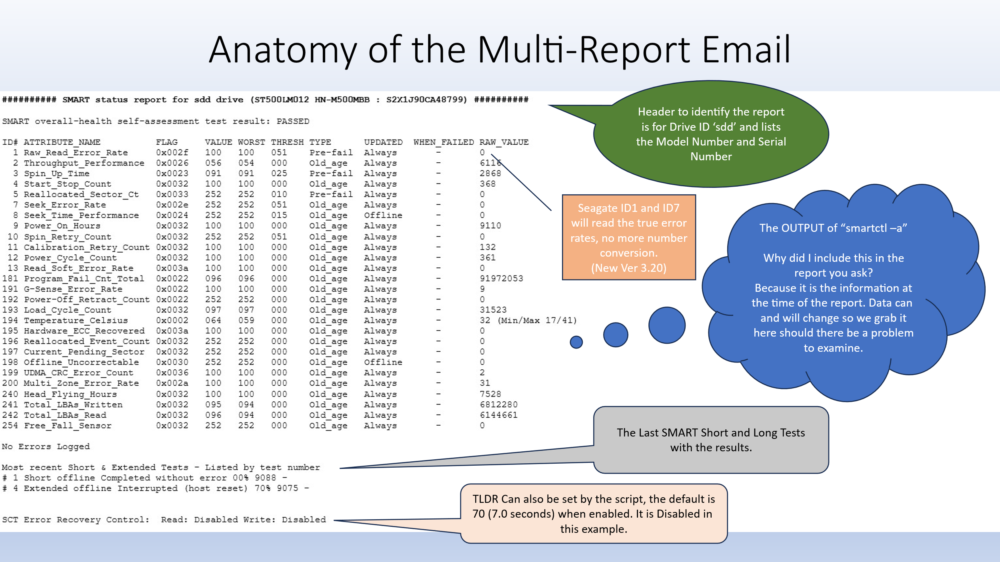 Anatomy of the Multi-Report Email
########## SMART status report for sdd drive (ST500LM012 HN-M500MBB : S2X1J90CA48799) ##########
SMART overall-health self-assessment test result: PASSED
ID# ATTRIBUTE_NAME FLAG VALUE WORST THRESH TYPE UPDATED WHEN_FAILED RAW_VALUE
1 Raw_Read_Error_Rate 0x002f 100 100 051 Pre-fail Always - 0
2 Throughput_Performance 0x0026 056 054 000 Old_age Always - 6116
3 Spin_Up_Time 0x0023 091 091 025 Pre-fail Always - 2868
4 Start_Stop_Count 0x0032 100 100 000 Old_age Always - 368
5 Reallocated_Sector_Ct 0x0033 252 252 010 Pre-fail Always - 0
7 Seek_Error_Rate 0x002e 252 252 051 Old_age Always - 0
8 Seek_Time_Performance 0x0024 252 252 015 Old_age Offline - 0
9 Power_On_Hours 0x0032 100 100 000 Old_age Always - 9110
10 Spin_Retry_Count 0x0032 252 252 051 Old_age Always - 0
11 Calibration_Retry_Count 0x0032 100 100 000 Old_age Always - 132
12 Power_Cycle_Count 0x0032 100 100 000 Old_age Always - 361
13 Read_Soft_Error_Rate 0x003a 100 100 000 Old_age Always - 0
181 Program_Fail_Cnt_Total 0x0022 096 096 000 Old_age Always - 91972053
191 G-Sense_Error_Rate 0x0022 100 100 000 Old_age Always - 9
192 Power-Off_Retract_Count 0x0022 252 252 000 Old_age Always - 0
193 Load_Cycle_Count 0x0032 097 097 000 Old_age Always - 31523
194 Temperature_Celsius 0x0002 064 059 000 Old_age Always - 32 (Min/Max 17/41)
195 Hardware_ECC_Recovered 0x003a 100 100 000 Old_age Always - 0
196 Reallocated_Event_Count 0x0032 252 252 000 Old_age Always - 0
197 Current_Pending_Sector 0x0032 252 252 000 Old_age Always - 0
198 Offline_Uncorrectable 0x0030 252 252 000 Old_age Offline - 0
199 UDMA_CRC_Error_Count 0x0036 100 100 000 Old_age Always - 2
200 Multi_Zone_Error_Rate 0x002a 100 100 000 Old_age Always - 31
240 Head_Flying_Hours 0x0032 100 100 000 Old_age Always - 7528
241 Total_LBAs_Written 0x0032 095 094 000 Old_age Always - 6812280
242 Total_LBAs_Read 0x0032 096 094 000 Old_age Always - 6144661
254 Free_Fall_Sensor 0x0032 252 252 000 Old_age Always - 0
No Errors Logged
Most recent Short & Extended Tests - Listed by test number
# 1 Short offline Completed without error 00% 9088 -
# 4 Extended offline Interrupted (host reset) 70% 9075 -
SCT Error Recovery Control: Read: Disabled Write: Disabled
Header to identify the report
is for Drive ID ‘sdd’ and lists
the Model Number and Serial
Number
Seagate ID1 and ID7
will read the true error
rates, no more number
conversion.
(New Ver 3.20)
The OUTPUT of “smartctl –a”
Why did I include this in the
report you ask?
Because it is the information at
the time of the report. Data can
and will change so we grab it
here should there be a problem
to examine.
The Last SMART Short and Long Tests
with the results.
TLDR Can also be set by the script, the default is
70 (7.0 seconds) when enabled. It is Disabled in
this example.